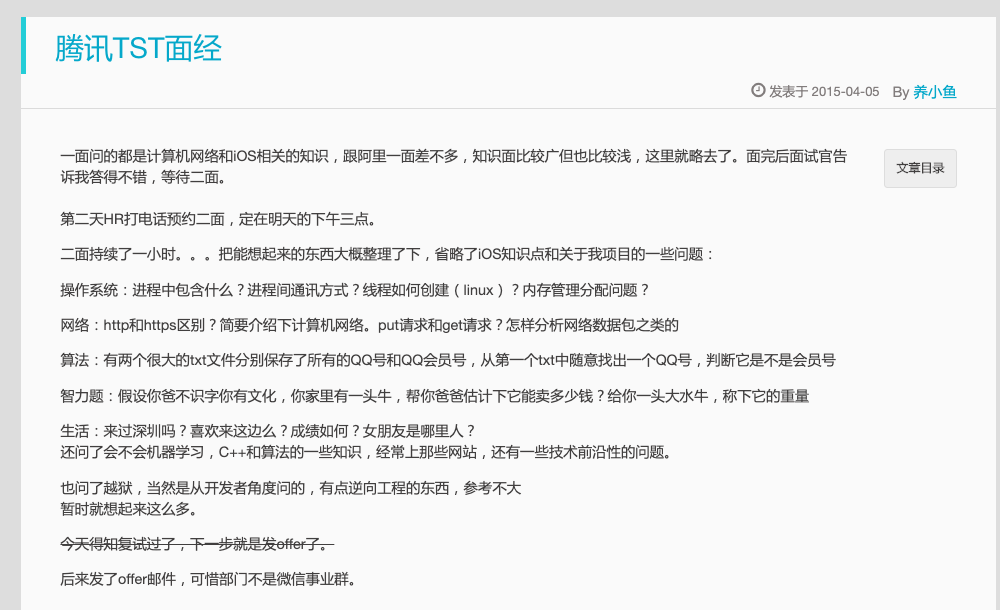 腾讯TST面经
发表于 2015-04-05 By 养小鱼
一面问的都是计算机网络和iOS相关的知识，跟阿里一面差不多，知识面比较广但也比较浅，这里就略去了。面完后面试官告
诉我答得不错，等待二面。
文章目录
第二天HR打电话预约二面，定在明天的下午三点。
二面持续了一小时。。。把能想起来的东西大概整理了下，省略了iOS知识点和关于我项目的一些问题：
操作系统：进程中包含什么？进程间通讯方式？线程如何创建（linux）？内存管理分配问题？
网络：http和https区别？简要介绍下计算机网络。put请求和get请求？怎样分析网络数据包之类的
算法：有两个很大的txt文件分别保存了所有的QQ号和QQ会员号，从第一个txt中随意找出一个QQ号，判断它是不是会员号
智力题：假设你爸不识字你有文化，你家里有一头牛，帮你爸爸估计下它能卖多少钱？给你一头大水牛，称下它的重量
生活：来过深圳吗？喜欢来这边么？成绩如何？女朋友是哪里人？
还问了会不会机器学习，C++和算法的一些知识，经常上那些网站，还有一些技术前沿性的问题。
也问了越狱，当然是从开发者角度问的，有点逆向工程的东西，参考不大
暂时就想起来这么多。
今天得知复试过了，下一步就是发offer了。
后来发了offer邮件，可惜部门不是微信事业群。